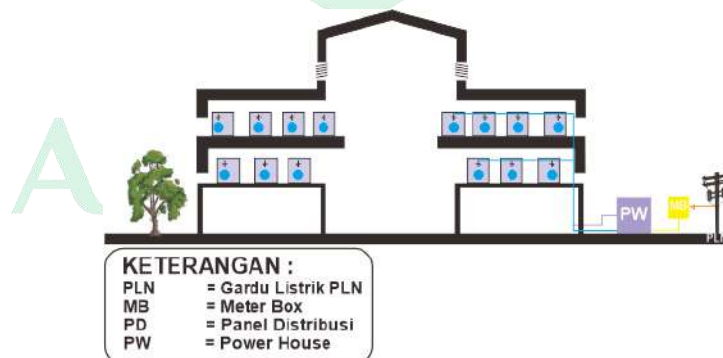 A
PW
MB
PLN
KETERANGAN :
PLN = Gardu Listrik PLN
MB = Meter Box
PD = Panel Distribusi
PW = Power House